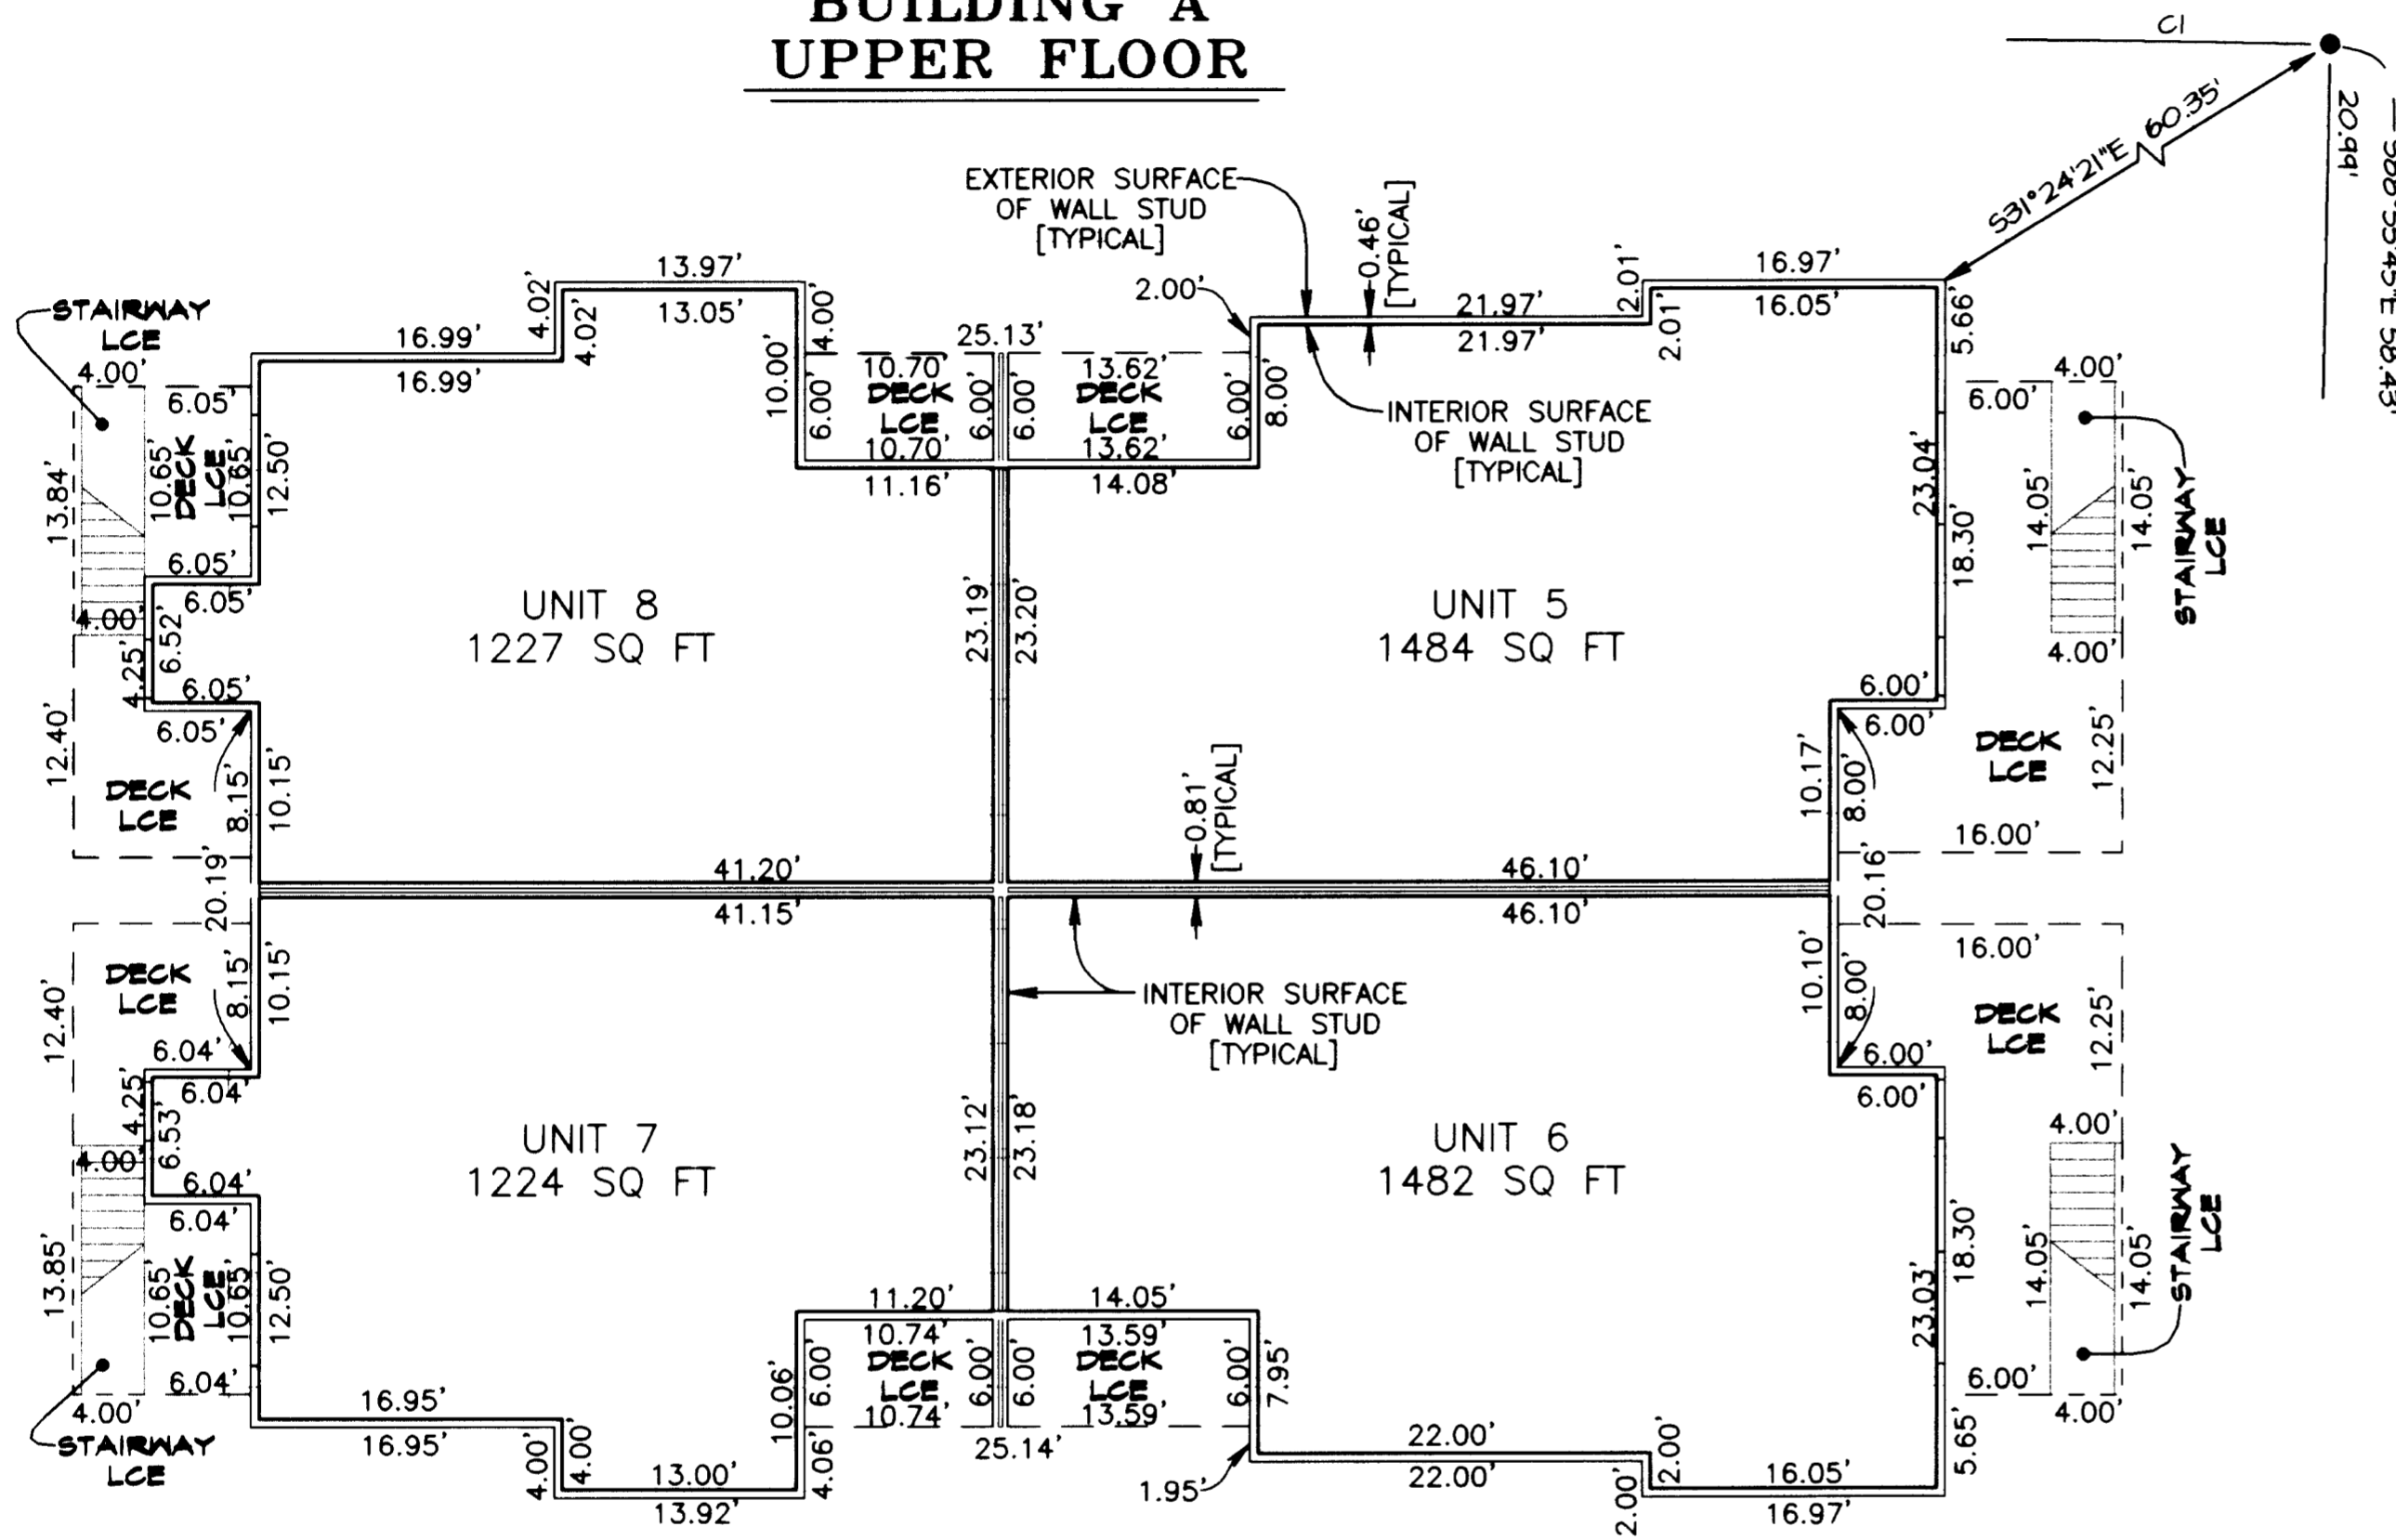 BUILDING A
UPPER FLOOR
C1
20.99'
S31°24'21"E 60.35'
EXTERIOR SURFACE
OF WALL STUD
[TYPICAL]
0.46'
[TYPICAL]
2.00'
21.97'
21.97'
2.01'
2.01'
16.97'
16.05'
5.66'
13.97'
13.05'
4.02'
4.02'
4.00'
10.00'
16.99'
16.99'
STAIRWAY
LCE
4.00'
6.05'
10.65'
DECK
LCE
10.65'
12.50'
13.84'
6.05'
6.05'
4.00'
6.52'
4.25'
6.05'
6.05'
12.40'
DECK
LCE
8.15'
10.15'
25.13'
10.70'
DECK
LCE
6.00'
6.00'
10.70'
11.16'
13.62'
DECK
LCE
6.00'
6.00'
8.00'
13.62'
14.08'
INTERIOR SURFACE
OF WALL STUD
[TYPICAL]
UNIT 8
1227 SQ FT
23.19'
23.20'
UNIT 5
1484 SQ FT
23.04'
18.30'
4.00'
6.00'
14.05'
14.05'
STAIRWAY
LCE
4.00'
6.00'
6.00'
10.17'
8.00'
DECK
LCE
12.25'
16.00'
0.81'
[TYPICAL]
41.20'
46.10'
20.19'
20.16'
41.15'
46.10'
16.00'
DECK
LCE
12.25'
10.10'
8.00'
6.00'
6.00'
DECK
LCE
12.40'
8.15'
10.15'
6.04'
6.04'
4.25'
6.53'
4.00'
6.04'
6.04'
INTERIOR SURFACE
OF WALL STUD
[TYPICAL]
UNIT 7
1224 SQ FT
23.12'
23.18'
UNIT 6
1482 SQ FT
4.00'
14.05'
14.05'
STAIRWAY
LCE
18.30'
23.03'
6.00'
4.00'
5.65'
13.85'
10.65'
DECK
LCE
10.65'
12.50'
6.04'
4.00'
STAIRWAY
LCE
16.95'
16.95'
4.00'
4.00'
13.00'
13.92'
10.06'
4.06'
11.20'
10.74'
DECK
LCE
6.00'
6.00'
10.74'
14.05'
13.59'
DECK
LCE
6.00'
6.00'
13.59'
7.95'
25.14'
1.95'
22.00'
22.00'
2.00'
2.00'
16.05'
16.97'